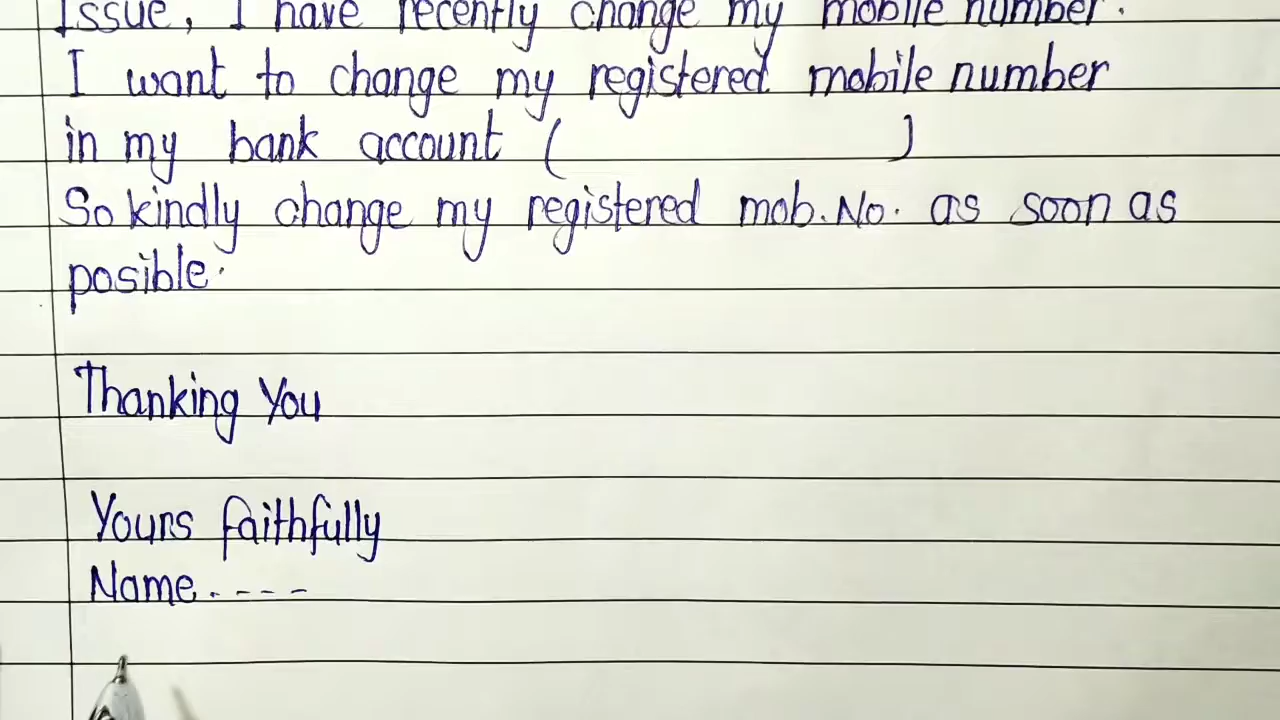 Issue, I have recently change my mobile number.
I want to change my registered mobile number
in my bank account (                    )
So kindly change my registered mob. No. as soon as
posible.
Thanking You
Yours faithfully
Name. - - - -